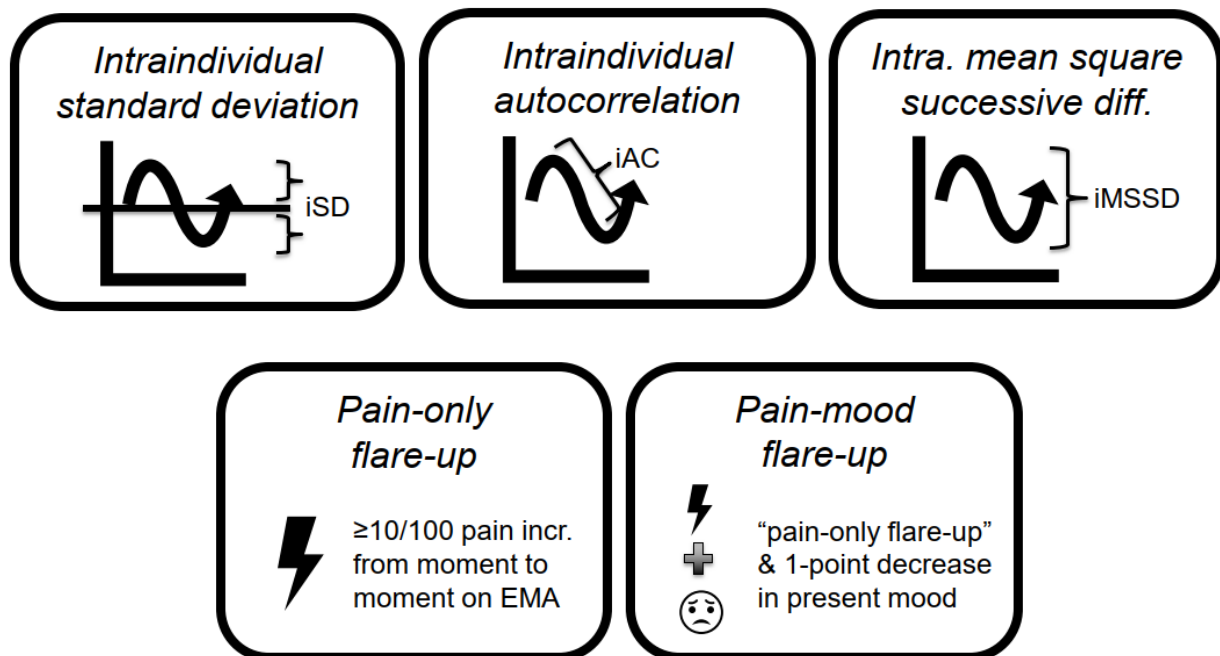 Intraindividual
standard deviation
iSD
Intraindividual
autocorrelation
iAC
Intra. mean square
successive diff.
iMSSD
Pain-only
flare-up
≥10/100 pain incr.
from moment to
moment on EMA
Pain-mood
flare-up
“pain-only flare-up”
& 1-point decrease
in present mood